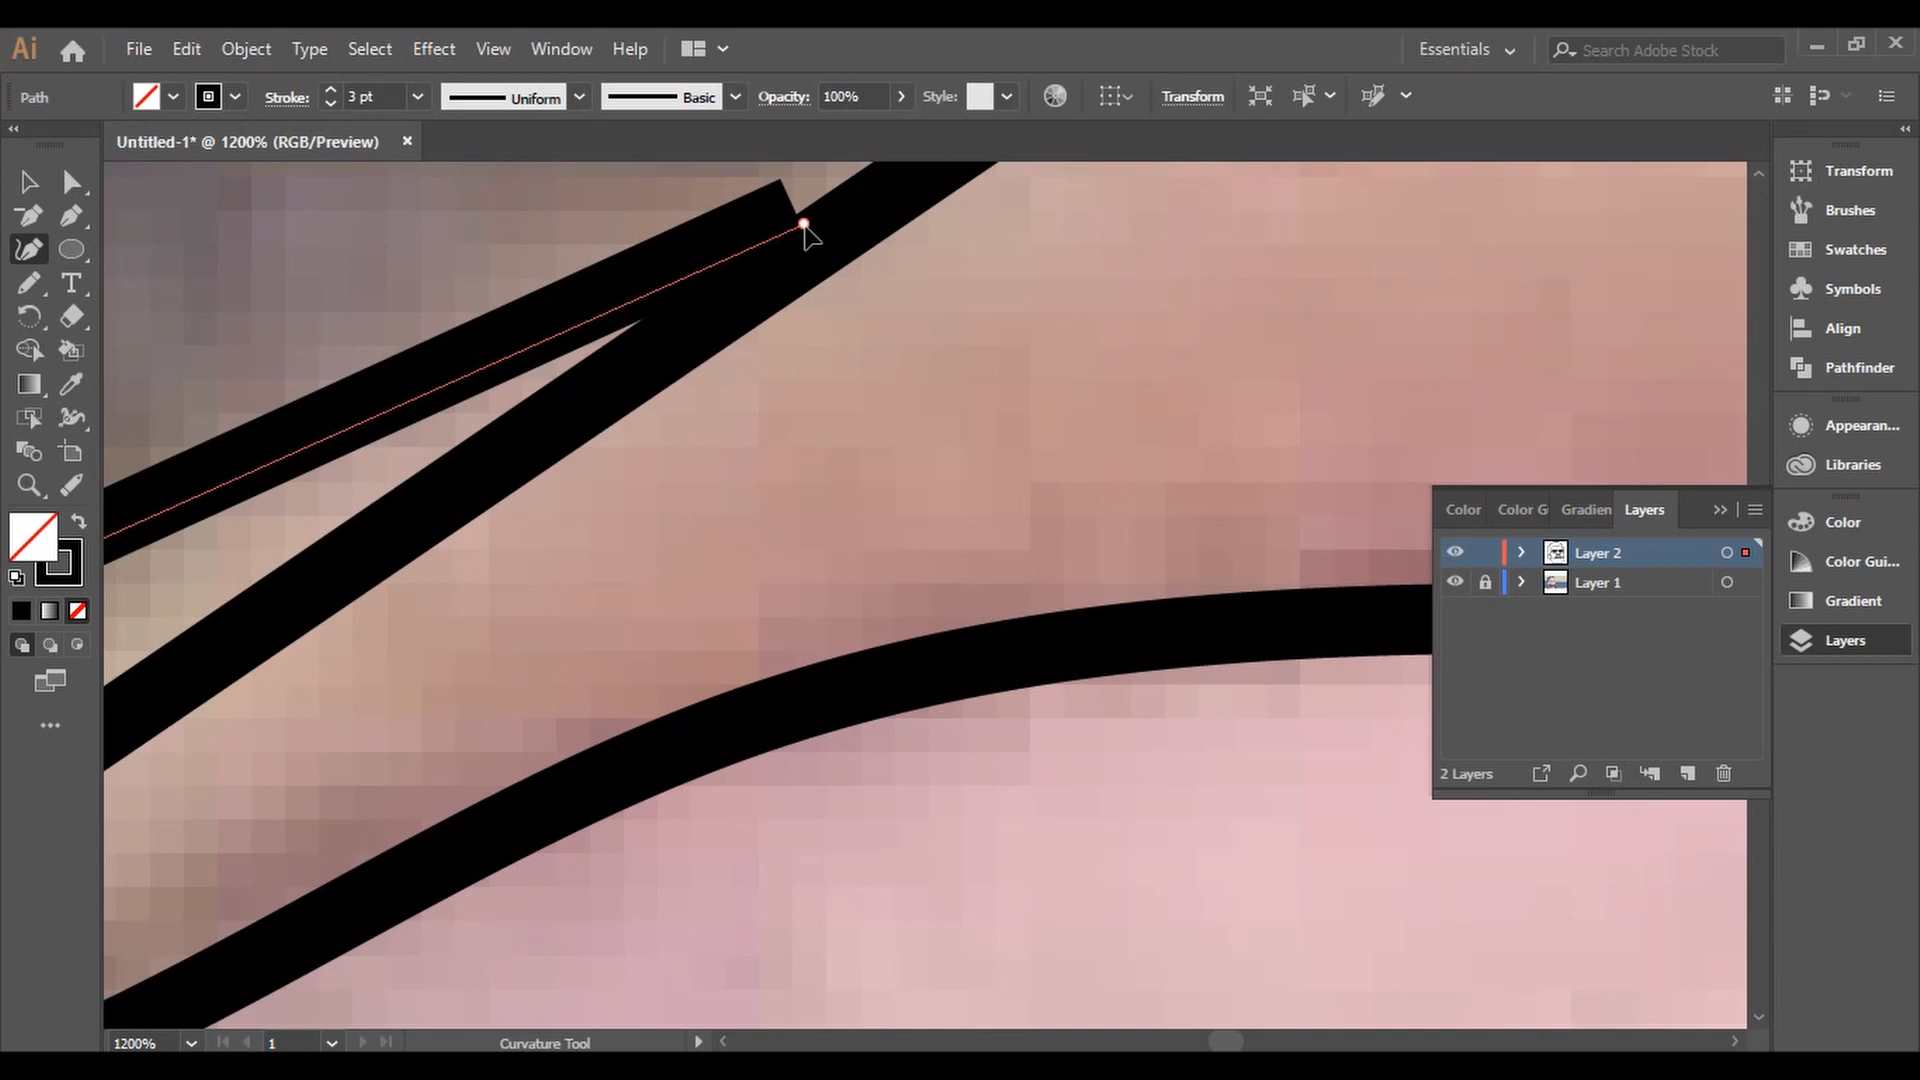 Ai File Edit Object Type Select Effect View Window Help Essentials Search Adobe Stock
Path Stroke: 3 pt Uniform Basic Opacity: 100% Style: Transform
Untitled-1* @ 1200% (RGB/Preview)
Transform
Brushes
Swatches
Symbols
Align
Pathfinder
Appearan...
Libraries
Color
Color Gui...
Gradient
Layers
Color Color G Gradien Layers
Layer 2
Layer 1
2 Layers
1200% 1 Curvature Tool